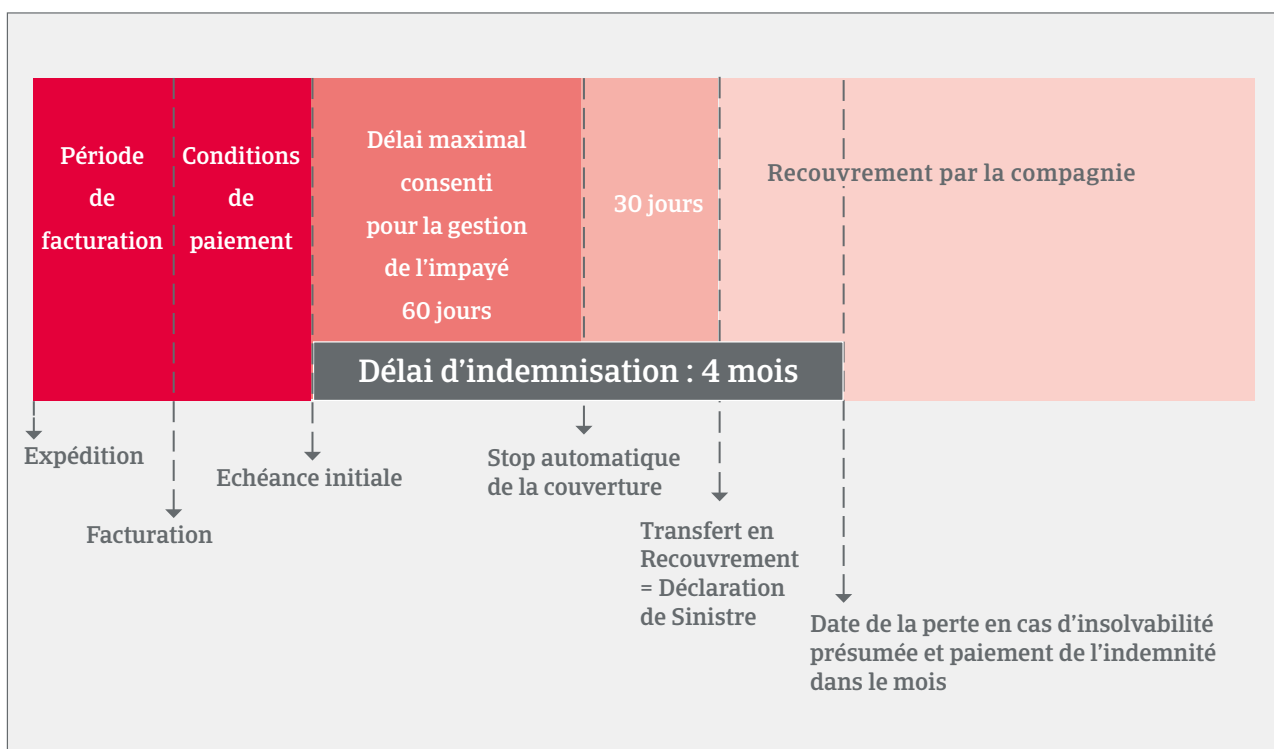 Période
de
facturation
Conditions
de
paiement
Délai maximal
consenti
pour la gestion
de l'impayé
60 jours
30 jours
Recouvrement par la compagnie
Délai d'indemnisation : 4 mois
Expédition
Facturation
Echéance initiale
Stop automatique
de la couverture
Transfert en
Recouvrement
= Déclaration
de Sinistre
Date de la perte en cas d'insolvabilité
présumée et paiement de l'indemnité
dans le mois